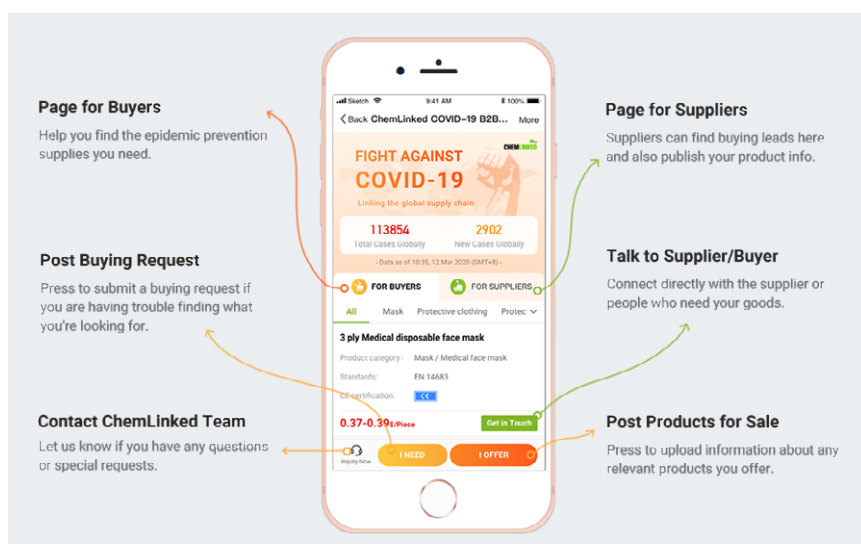 Page for Buyers
Help you find the epidemic prevention
supplies you need.
Post Buying Request
Press to submit a buying request if
you are having trouble finding what
you're looking for.
Contact ChemLinked Team
Let us know if you have any questions
or special requests.
Sketch 9:41 AM 100%
Back ChemLinked COVID-19 B2B... More
CHEMLINKED
FIGHT AGAINST
COVID-19
Linking the global supply chain
113854 2902
Total Cases Globally New Cases Globally
- Data as of 10:35, 12 Mar 2020 (GMT+8) -
FOR BUYERS FOR SUPPLIERS
All Mask Protective clothing Protec
3 ply Medical disposable face mask
Product category: Mask / Medical face mask
Standards: EN 14683
CE certification: CE
0.37-0.39£/Piece Get in Touch
Inquiry Now I NEED I OFFER
Page for Suppliers
Suppliers can find buying leads here
and also publish your product info.
Talk to Supplier/Buyer
Connect directly with the supplier or
people who need your goods.
Post Products for Sale
Press to upload information about any
relevant products you offer.